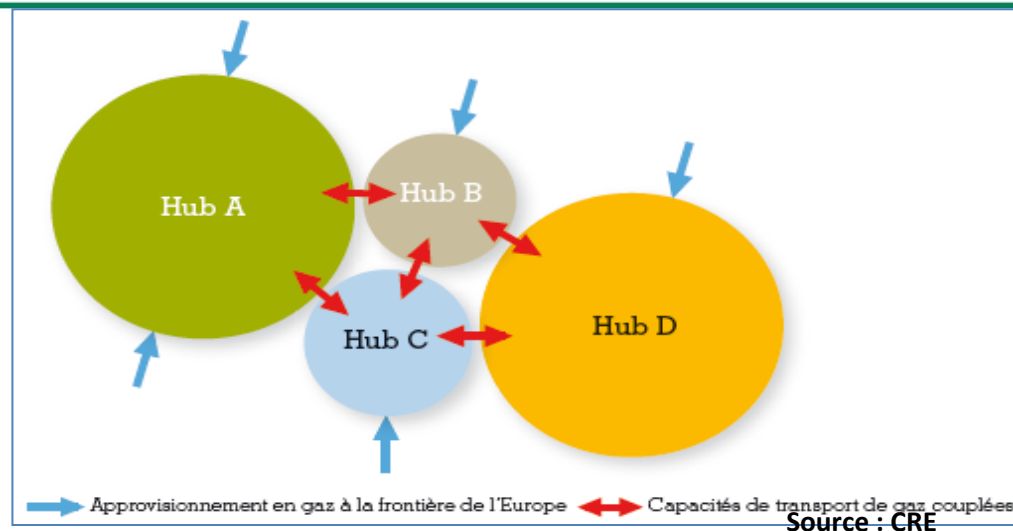 Hub A
Hub B
Hub C
Hub D
Approvisionnement en gaz à la frontière de l'Europe
Capacités de transport de gaz couplées
Source : CRE